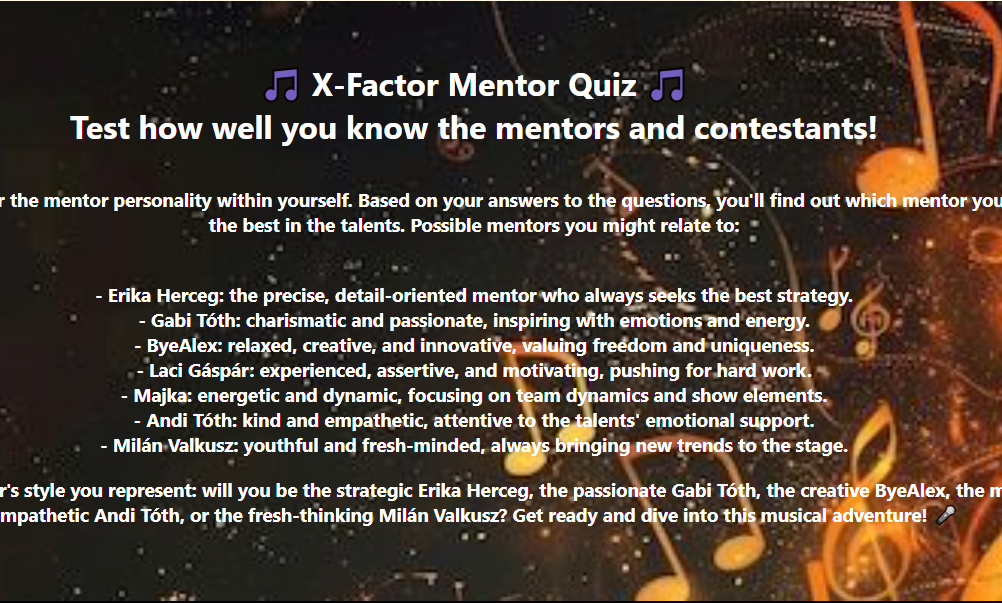 🎵 X-Factor Mentor Quiz 🎵
Test how well you know the mentors and contestants!
the mentor personality within yourself. Based on your answers to the questions, you'll find out which mentor you
the best in the talents. Possible mentors you might relate to:
- Erika Herceg: the precise, detail-oriented mentor who always seeks the best strategy.
- Gabi Tóth: charismatic and passionate, inspiring with emotions and energy.
- ByeAlex: relaxed, creative, and innovative, valuing freedom and uniqueness.
- Laci Gáspár: experienced, assertive, and motivating, pushing for hard work.
- Majka: energetic and dynamic, focusing on team dynamics and show elements.
- Andi Tóth: kind and empathetic, attentive to the talents' emotional support.
- Milán Valkusz: youthful and fresh-minded, always bringing new trends to the stage.
r's style you represent: will you be the strategic Erika Herceg, the passionate Gabi Tóth, the creative ByeAlex, the m
mpathetic Andi Tóth, or the fresh-thinking Milán Valkusz? Get ready and dive into this musical adventure! 🎤